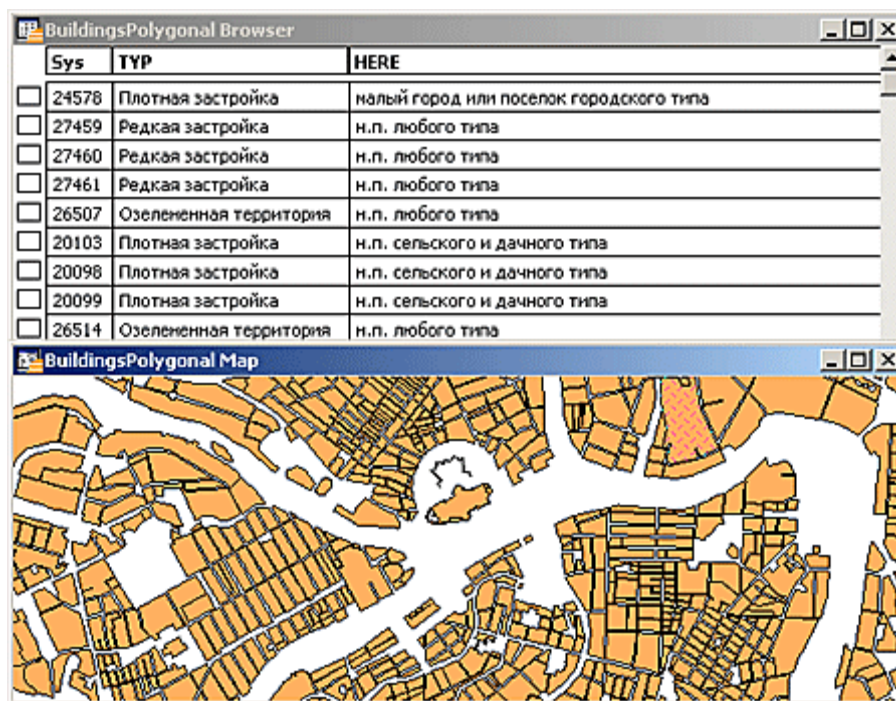 BuildingsPolygonal Browser
Sys TYP HERE
24578 Плотная застройка малый город или поселок городского типа
27459 Редкая застройка н.п. любого типа
27460 Редкая застройка н.п. любого типа
27461 Редкая застройка н.п. любого типа
26507 Озелененная территория н.п. любого типа
20103 Плотная застройка н.п. сельского и дачного типа
20098 Плотная застройка н.п. сельского и дачного типа
20099 Плотная застройка н.п. сельского и дачного типа
26514 Озелененная территория н.п. любого типа
BuildingsPolygonal Map